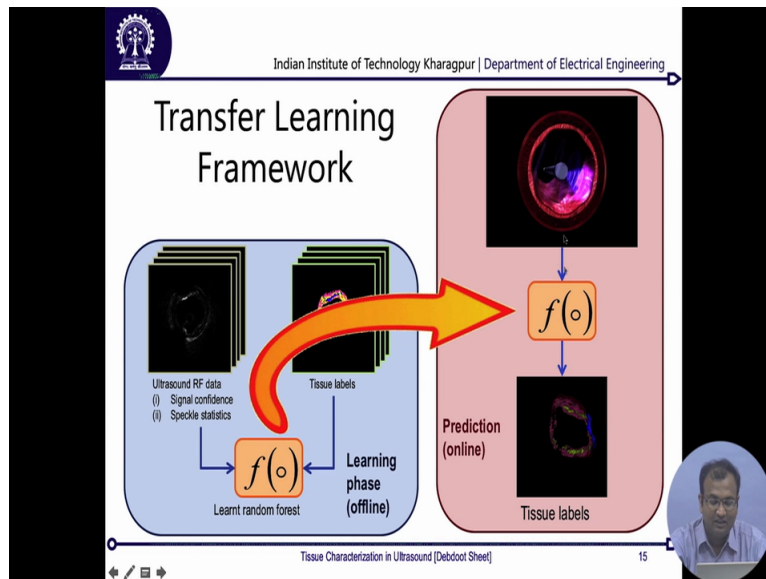 Indian Institute of Technology Kharagpur | Department of Electrical Engineering
Transfer Learning
Framework
Ultrasound RF data
(i) Signal confidence
(ii) Speckle statistics
Tissue labels
f(∘)
Learnt random forest
Learning
phase
(offline)
f(∘)
Prediction
(online)
Tissue labels
Tissue Characterization in Ultrasound [Debdoot Sheet]
15